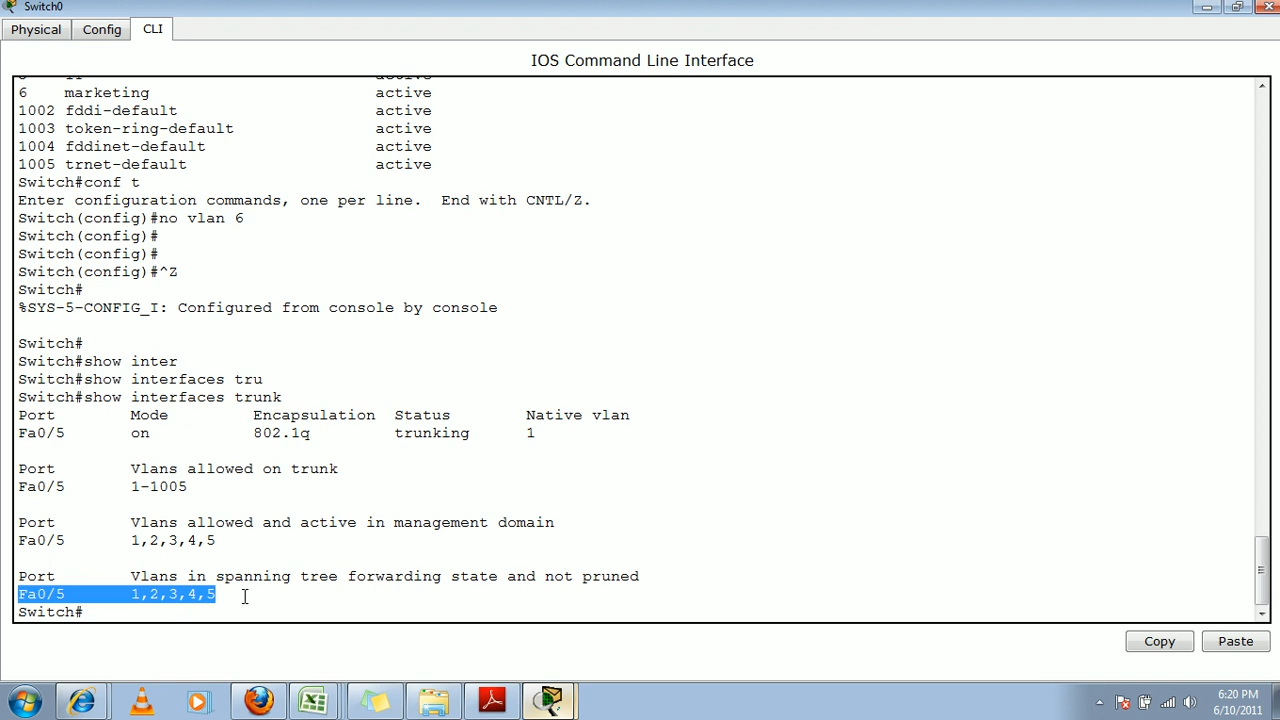 Switch0
Physical Config CLI
IOS Command Line Interface
6 marketing active
1002 fddi-default active
1003 token-ring-default active
1004 fddinet-default active
1005 trnet-default active
Switch#conf t
Enter configuration commands, one per line. End with CNTL/Z.
Switch(config)#no vlan 6
Switch(config)#
Switch(config)#
Switch(config)#^Z
Switch#
%SYS-5-CONFIG_I: Configured from console by console
Switch#
Switch#show inter
Switch#show interfaces tru
Switch#show interfaces trunk
Port Mode Encapsulation Status Native vlan
Fa0/5 on 802.1q trunking 1
Port Vlans allowed on trunk
Fa0/5 1-1005
Port Vlans allowed and active in management domain
Fa0/5 1,2,3,4,5
Port Vlans in spanning tree forwarding state and not pruned
Fa0/5 1,2,3,4,5
Switch#
Copy Paste
6:20 PM
6/10/2011